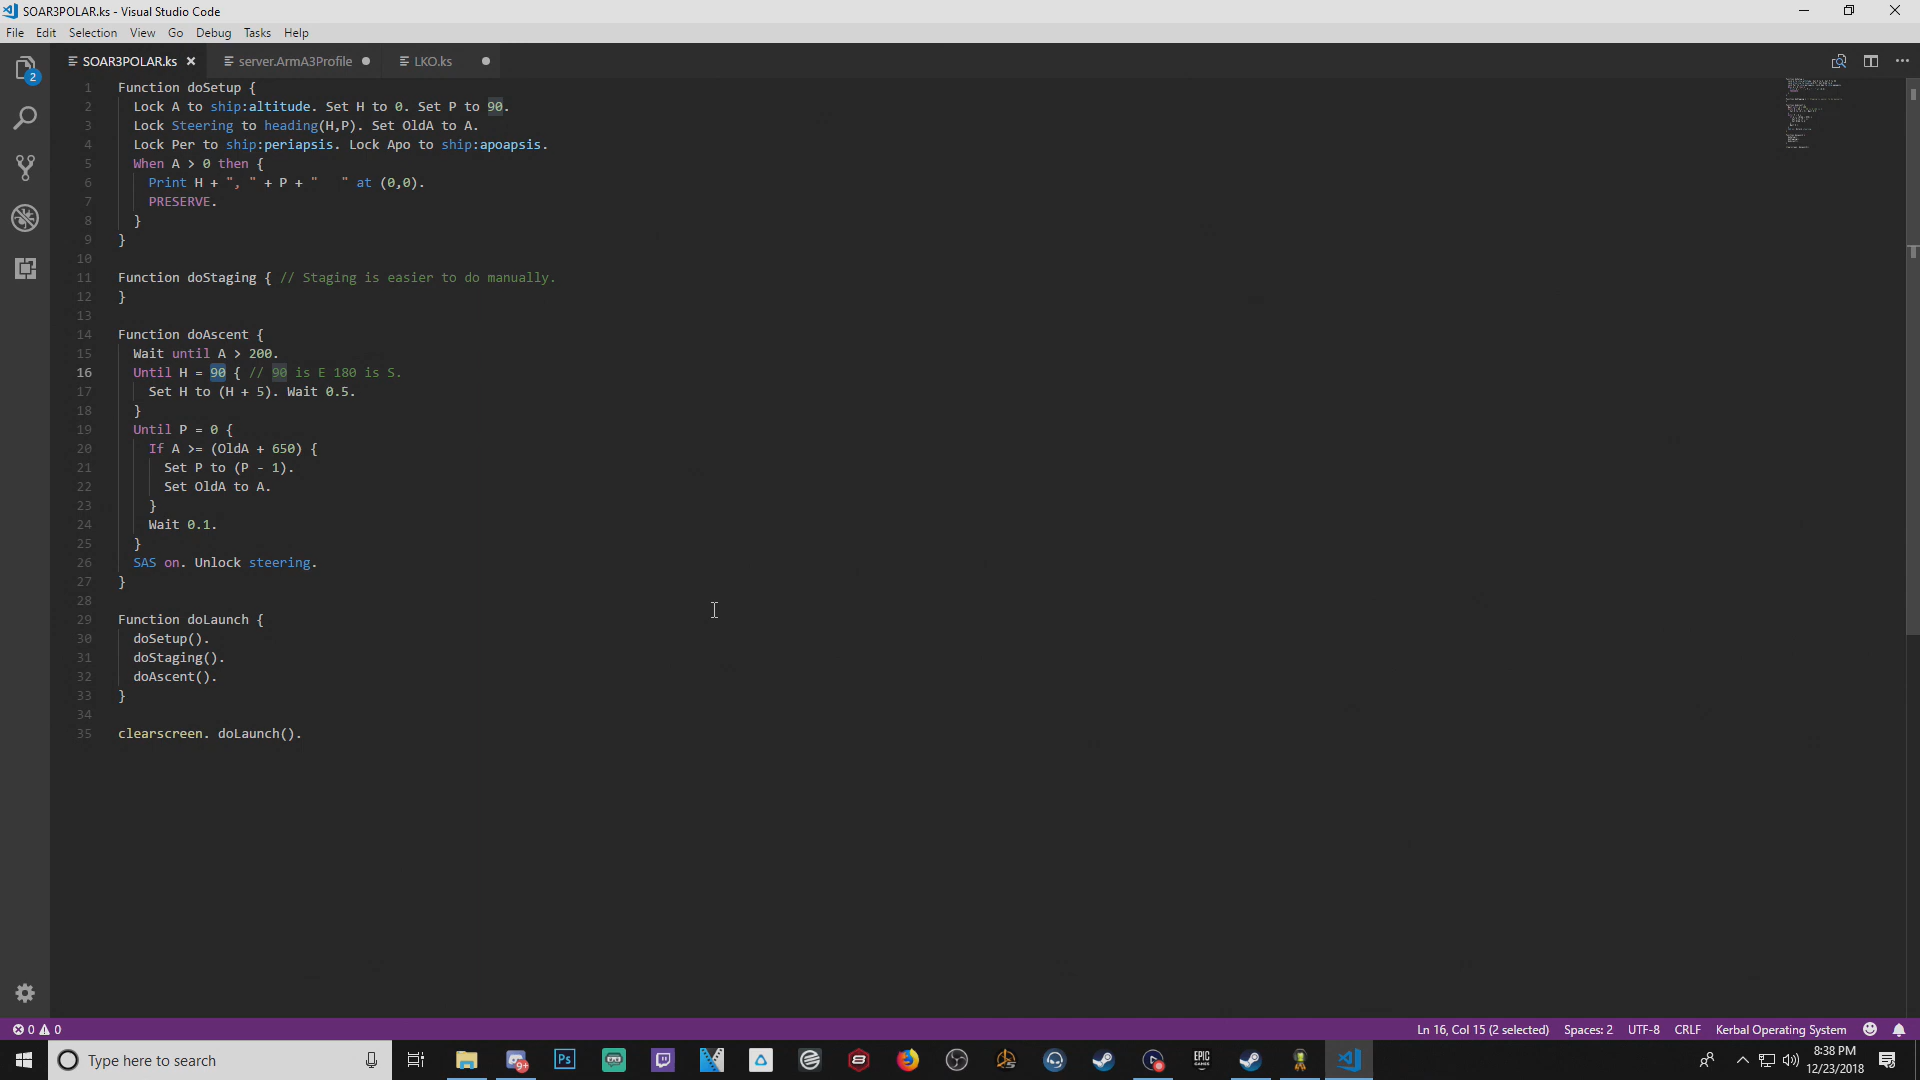 SOAR3POLAR.ks - Visual Studio Code
File Edit Selection View Go Debug Tasks Help
SOAR3POLAR.ks server.ArmA3Profile LKO.ks
2
1 Function doSetup {
2 Lock A to ship:altitude. Set H to 0. Set P to 90.
3 Lock Steering to heading(H,P). Set OldA to A.
4 Lock Per to ship:periapsis. Lock Apo to ship:apoapsis.
5 When A > 0 then {
6 Print H + ", " + P + "   " at (0,0).
7 PRESERVE.
8 }
9 }
10
11 Function doStaging { // Staging is easier to do manually.
12 }
13
14 Function doAscent {
15 Wait until A > 200.
16 Until H = 90 { // 90 is E 180 is S.
17 Set H to (H + 5). Wait 0.5.
18 }
19 Until P = 0 {
20 If A >= (OldA + 650) {
21 Set P to (P - 1).
22 Set OldA to A.
23 }
24 Wait 0.1.
25 }
26 SAS on. Unlock steering.
27 }
28
29 Function doLaunch {
30 doSetup().
31 doStaging().
32 doAscent().
33 }
34
35 clearscreen. doLaunch().
0 0 Ln 16, Col 15 (2 selected) Spaces: 2 UTF-8 CRLF Kerbal Operating System
Type here to search 9+ Ps EPIC GAMES 8:38 PM
12/23/2018